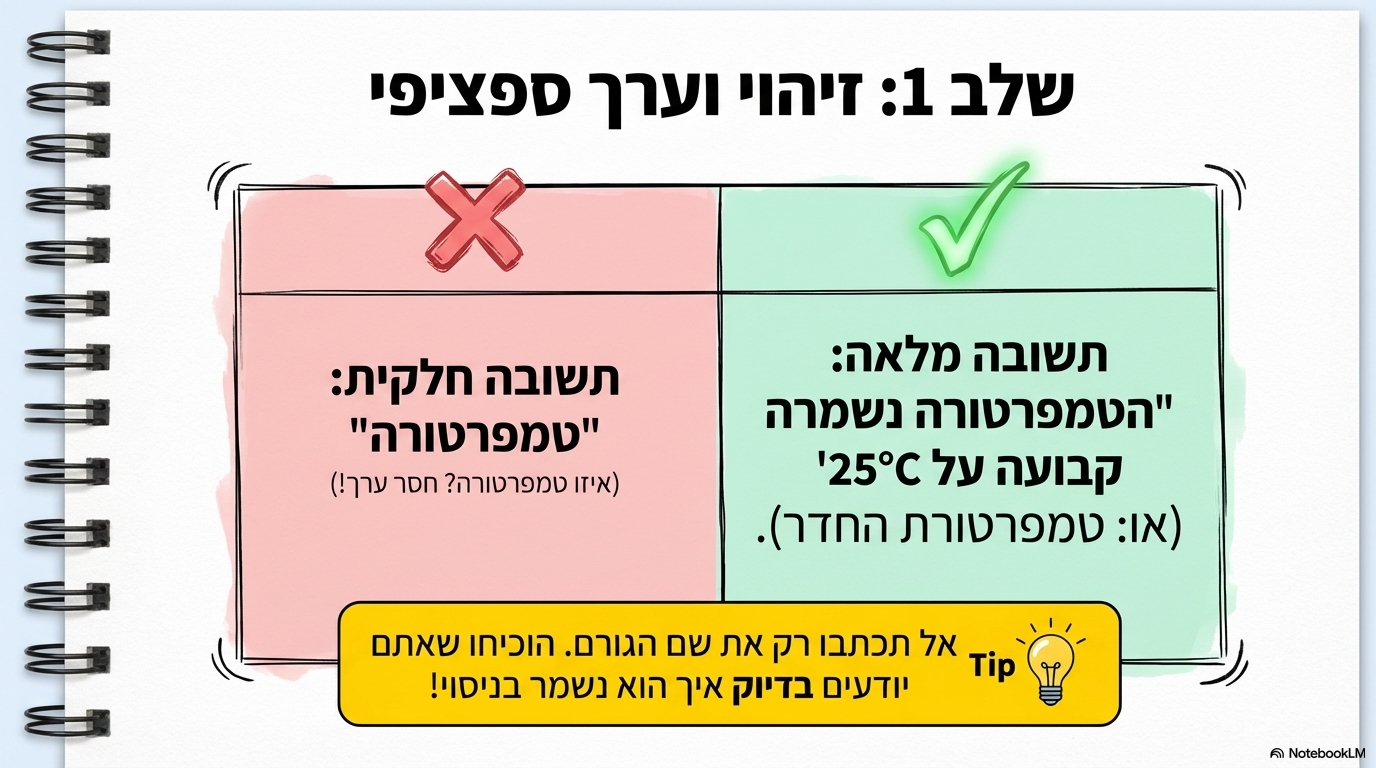 שלב 1: זיהוי וערך ספציפי
תשובה מלאה:
"הטמפרטורה נשמרה
קבועה על 25°C'
(או: טמפרטורת החדר).
תשובה חלקית:
"טמפרטורה"
(איזו טמפרטורה? חסר ערך!)
Tip
אל תכתבו רק את שם הגורם. הוכיחו שאתם
יודעים בדיוק איך הוא נשמר בניסוי!
NotebookLM